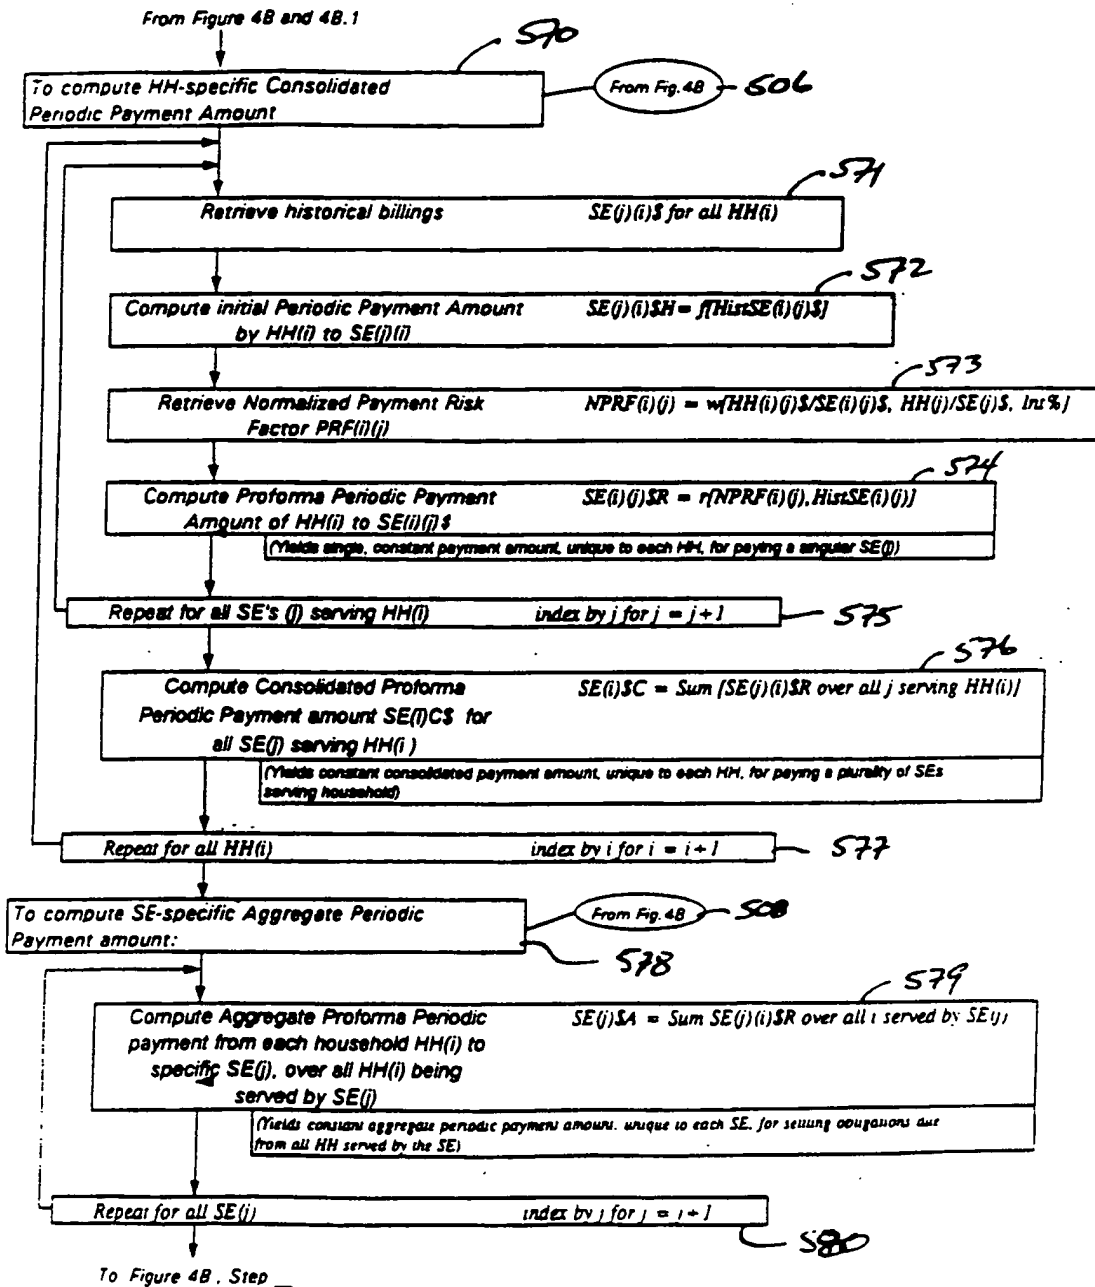 From Figure 4B and 4B.1
570
To compute HH-specific Consolidated
Periodic Payment Amount
From Fig. 4B
506
571
Retrieve historical billings SE(j)(i)$ for all HH(i)
572
Compute initial Periodic Payment Amount SE(j)(i)$H = f[HistSE(i)(j)$]
by HH(i) to SE(j)(i)
573
Retrieve Normalized Payment Risk NPRF(i)(j) = w[HH(i)(j)$/SE(i)(j)$, HH(j)/SE(j)$, Int%]
Factor PRF(i)(j)
574
Compute Proforma Periodic Payment SE(i)(j)$R = r[NPRF(i)(j),HistSE(i)(j)]
Amount of HH(i) to SE(i)(j)$
(Yields single, constant payment amount, unique to each HH, for paying a singular SE(j))
Repeat for all SE's (j) serving HH(i) index by j for j = j+1
575
576
Compute Consolidated Proforma SE(i)$C = Sum [SE(j)(i)$R over all j serving HH(i)]
Periodic Payment amount SE(i)C$ for
all SE(j) serving HH(i )
(Yields constant consolidated payment amount, unique to each HH, for paying a plurality of SEs
serving household)
Repeat for all HH(i) index by i for i = i+1
577
To compute SE-specific Aggregate Periodic
Payment amount:
From Fig. 4B
508
578
579
Compute Aggregate Proforma Periodic SE(j)$A = Sum SE(j)(i)$R over all i served by SE(j)
payment from each household HH(i) to
specific SE(j), over all HH(i) being
served by SE(j)
(Yields constant aggregate periodic payment amount, unique to each SE, for settling obligations due
from all HH served by the SE)
Repeat for all SE(j) index by j for j = j+1
580
To Figure 4B, Step __